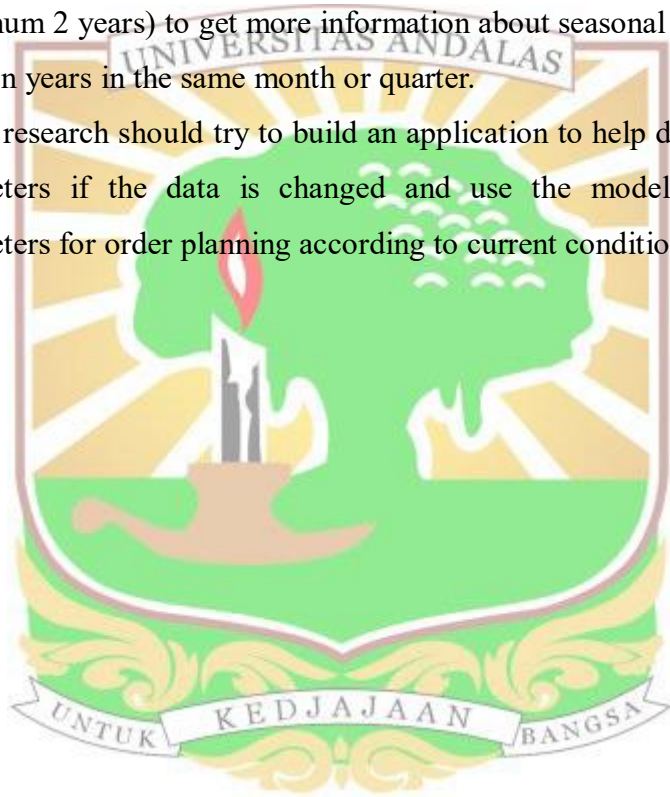 num 2 years) to get more information about seasonal
UNIVERSITAS ANDALAS
n years in the same month or quarter.
research should try to build an application to help d
eters if the data is changed and use the model
eters for order planning according to current conditio
UNTUK KEDJAJAAN BANGSA